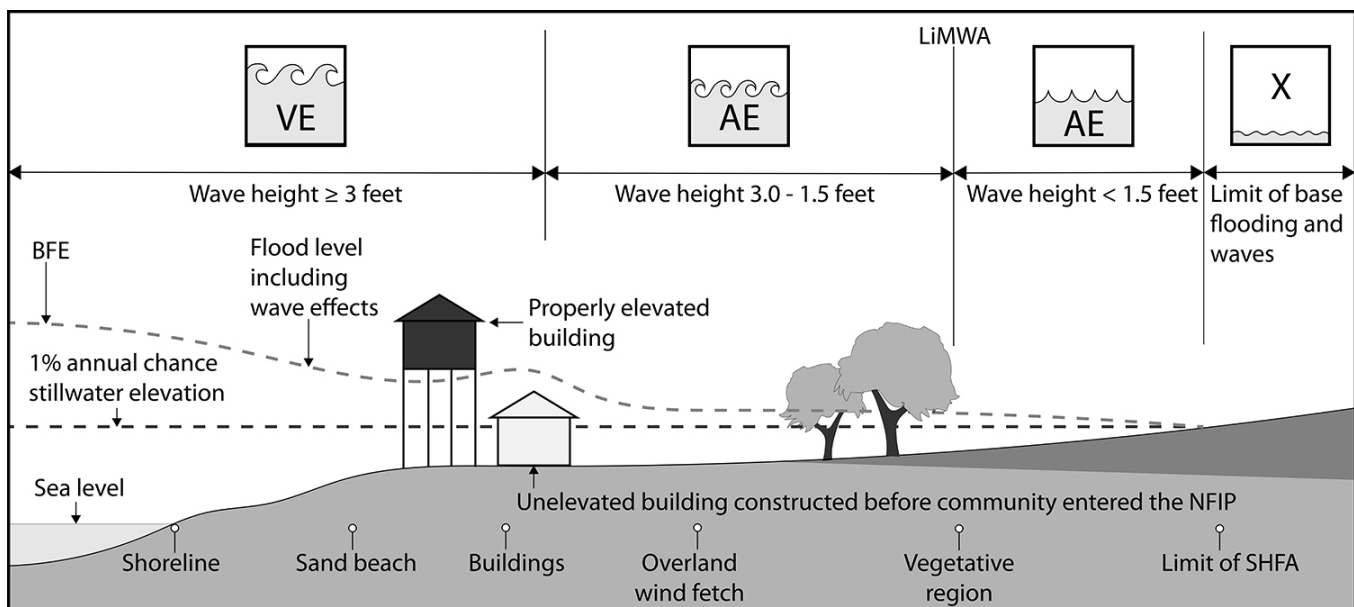 LiMWA
VE
AE
AE
X
Wave height ≥ 3 feet
Wave height 3.0 - 1.5 feet
Wave height < 1.5 feet
Limit of base
flooding and
waves
BFE
Flood level
including
wave effects
Properly elevated
building
1% annual chance
stillwater elevation
Sea level
Unelevated building constructed before community entered the NFIP
Shoreline
Sand beach
Buildings
Overland
wind fetch
Vegetative
region
Limit of SHFA